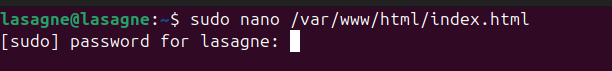 lasagne@lasagne:~$ sudo nano /var/www/html/index.html
[sudo] password for lasagne: